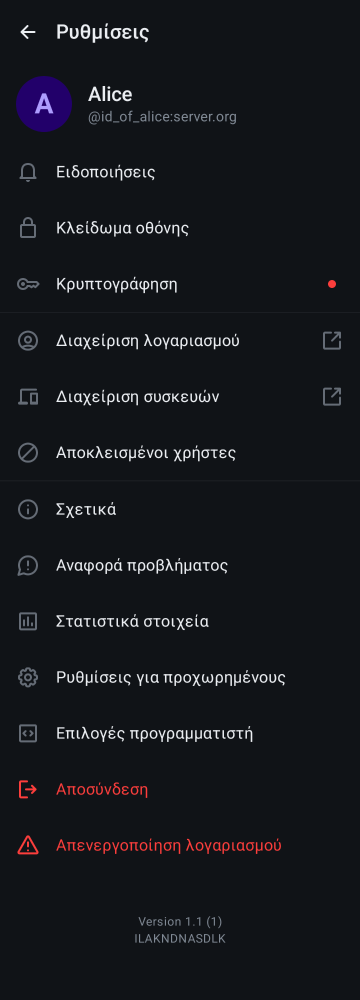 Ρυθμίσεις
A
Alice
@id_of_alice:server.org
Ειδοποιήσεις
Κλείδωμα οθόνης
Κρυπτογράφηση
Διαχείριση λογαριασμού
Διαχείριση συσκευών
Αποκλεισμένοι χρήστες
Σχετικά
Αναφορά προβλήματος
Στατιστικά στοιχεία
Ρυθμίσεις για προχωρημένους
Επιλογές προγραμματιστή
Αποσύνδεση
Απενεργοποίηση λογαριασμού
Version 1.1 (1)
ILAKNDNASDLK